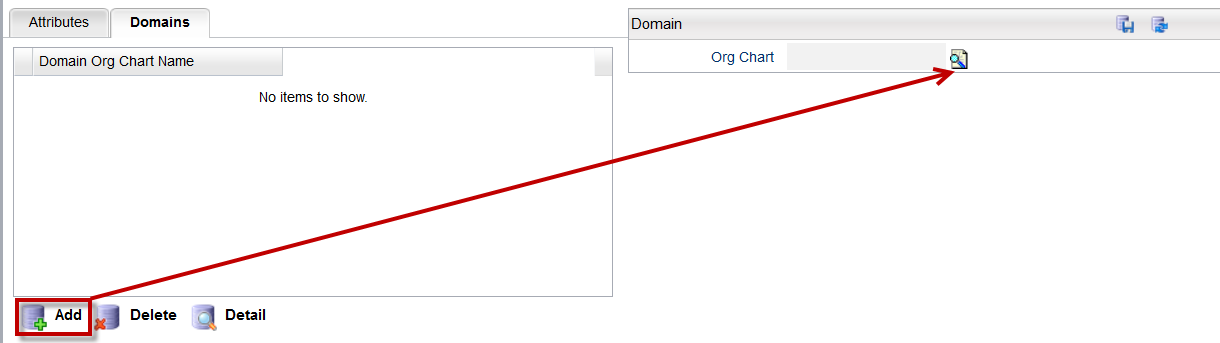 Attributes Domains
Domain Org Chart Name
No items to show.
Add Delete Detail
Domain
Org Chart